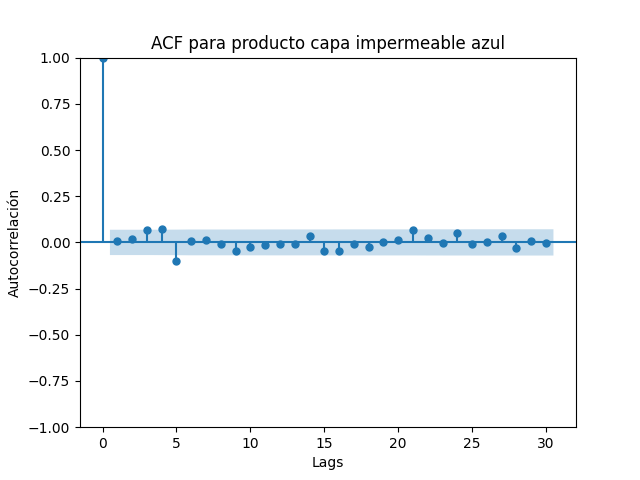 ACF para producto capa impermeable azul
1.00
0.75
0.50
0.25
0.00
−0.25
−0.50
−0.75
−1.00
Autocorrelación
0 5 10 15 20 25 30
Lags